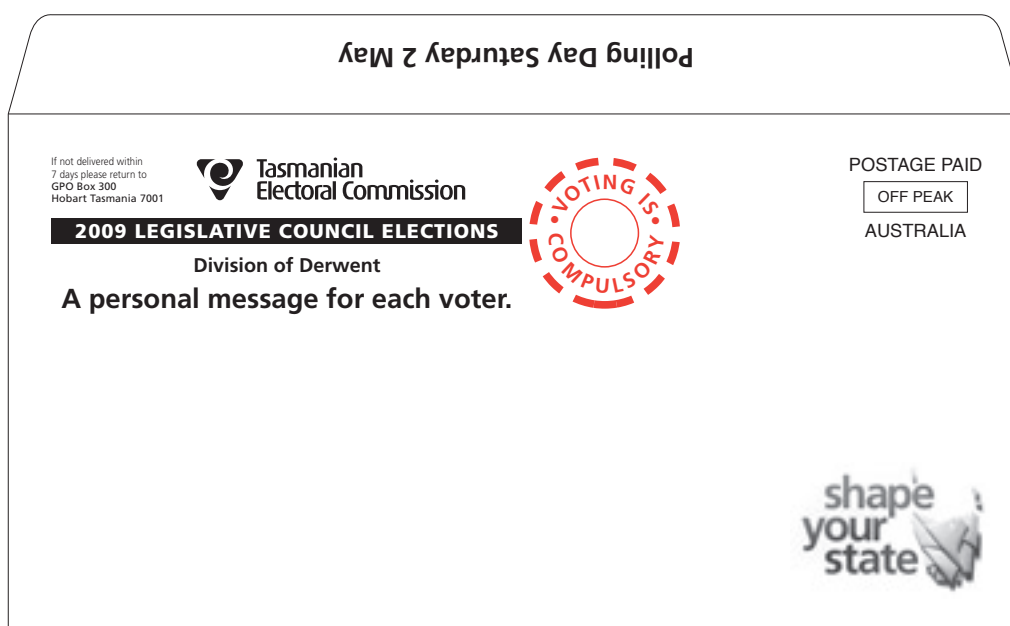 Polling Day Saturday 2 May
If not delivered within
7 days please return to
GPO Box 300
Hobart Tasmania 7001
Tasmanian
Electoral Commission
2009 LEGISLATIVE COUNCIL ELECTIONS
Division of Derwent
A personal message for each voter.
• VOTING IS •
COMPULSORY
POSTAGE PAID
OFF PEAK
AUSTRALIA
shape
your
state